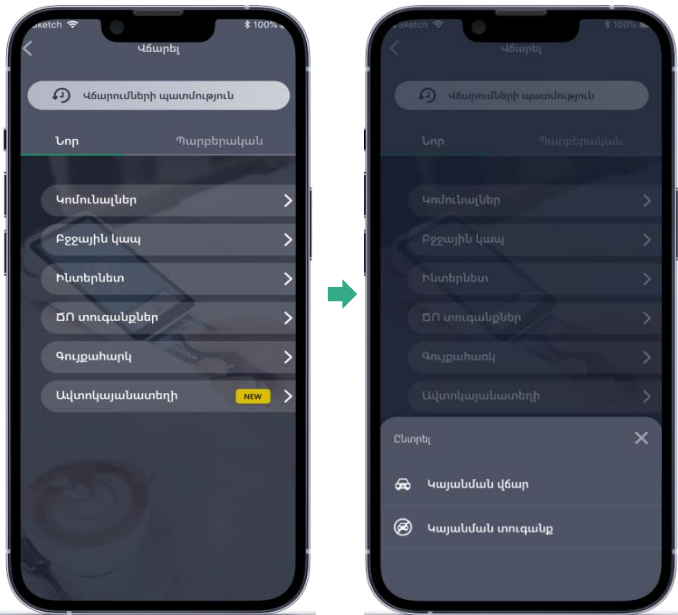 Sketch
100%
Վճարել
Վճարումների պատմություն
Նոր
Պարբերական
Կոմունալներ
Բջջային կապ
Ինտերնետ
ՃՈ տուգանքներ
Գույքահարկ
Ավտոկայանատեղի
NEW
Sketch
100%
Վճարել
Վճարումների պատմություն
Նոր
Պարբերական
Կոմունալներ
Բջջային կապ
Ինտերնետ
ՃՈ տուգանքներ
Գույքահարկ
Ավտոկայանատեղի
Ընտրել
Կայանման վճար
Կայանման տուգանք